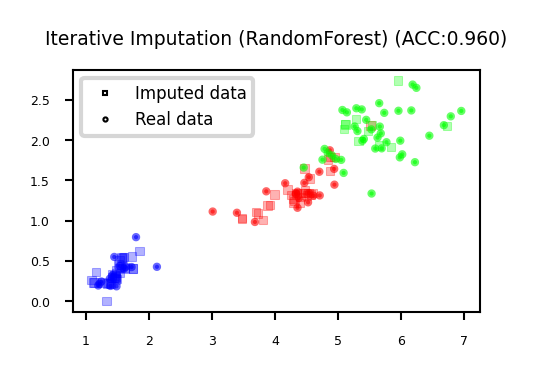 Iterative Imputation (RandomForest) (ACC:0.960)
Imputed data
Real data
2.5
2.0
1.5
1.0
0.5
0.0
1 2 3 4 5 6 7